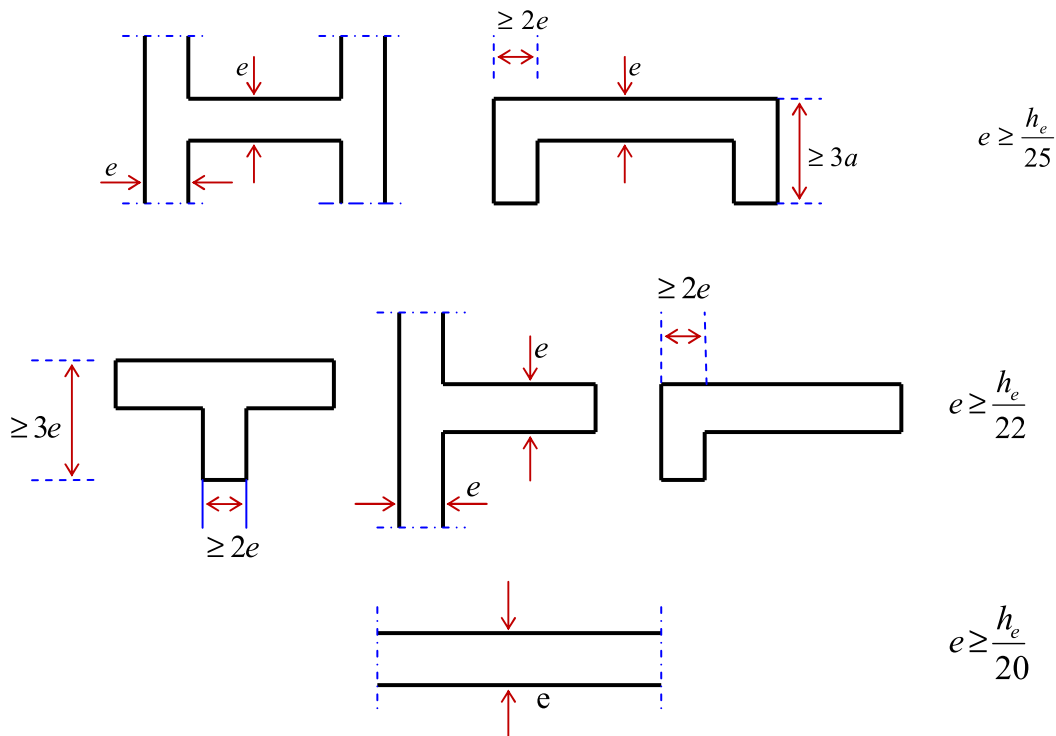 ≥ 2e
e
e
e
≥ 3a
e ≥ h_e/25
≥ 2e
≥ 3e
e
e
≥ 2e
e ≥ h_e/22
e
e ≥ h_e/20